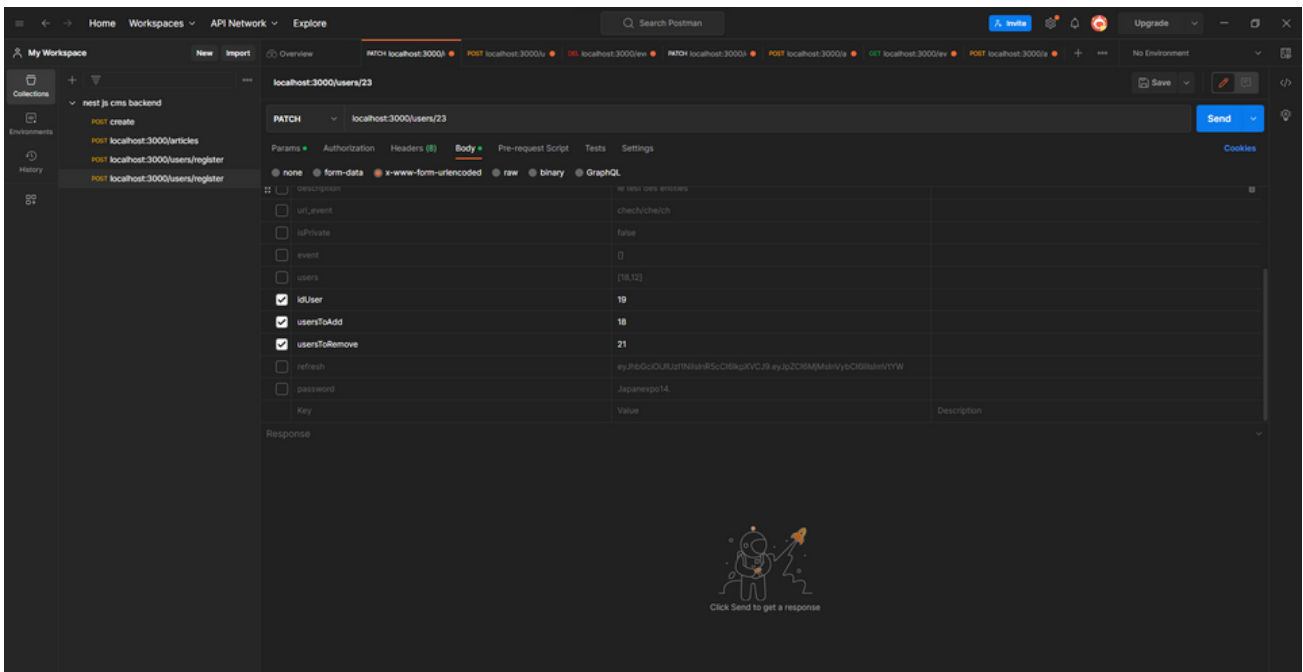 Home Workspaces API Network Explore Search Postman Invite Upgrade
My Workspace New Import Overview PATCH localhost:3000/ POST localhost:3000/u DEL localhost:3000/eve PATCH localhost:3000/ POST localhost:3000/a GET localhost:3000/ev POST localhost:3000/a No Environment
Collections
Environments
History
nest js cms backend
POST create
POST localhost:3000/articles
POST localhost:3000/users/register
POST localhost:3000/users/register
localhost:3000/users/23 Save
PATCH localhost:3000/users/23 Send
Params Authorization Headers (8) Body Pre-request Script Tests Settings Cookies
none form-data x-www-form-urlencoded raw binary GraphQL
description le test des entities
url_event chech/che/ch
isPrivate false
event []
users [18,12]
idUser 19
usersToAdd 18
usersToRemove 21
refresh
password Japanexpo14.
Key Value Description
Response
Click Send to get a response